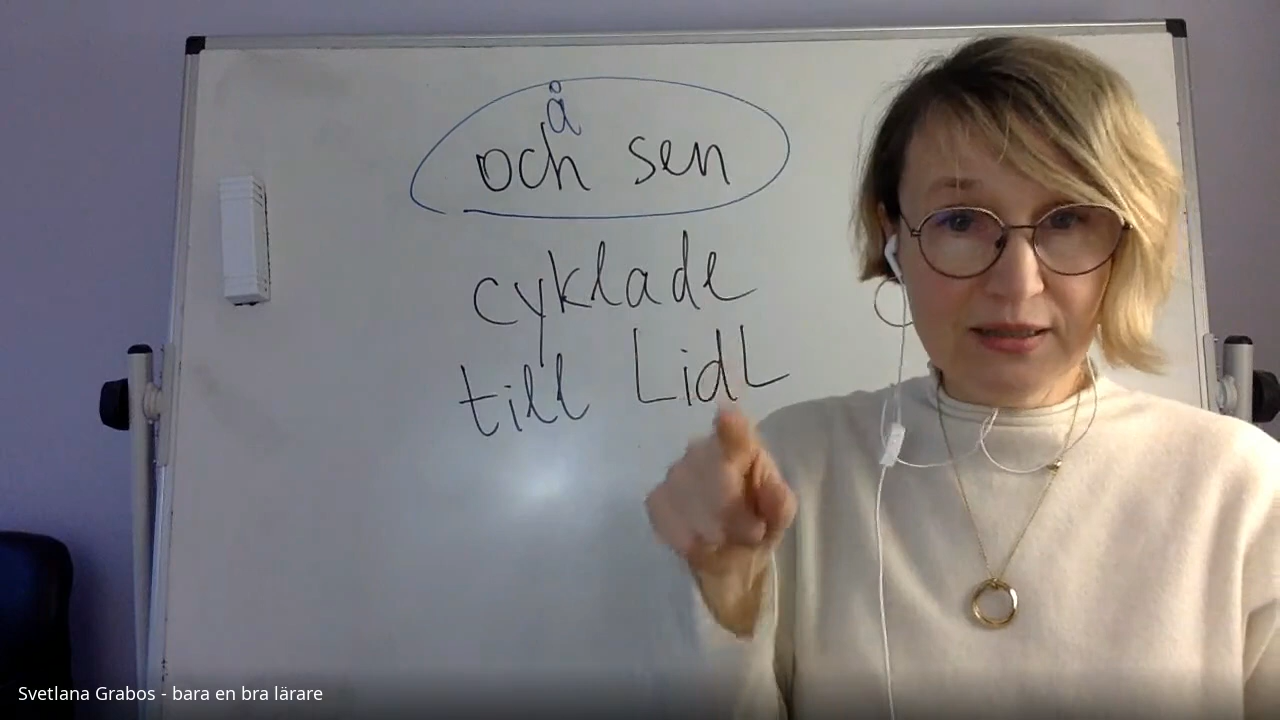 å
och sen
cyklade
till LidL
Svetlana Grabos - bara en bra lärare